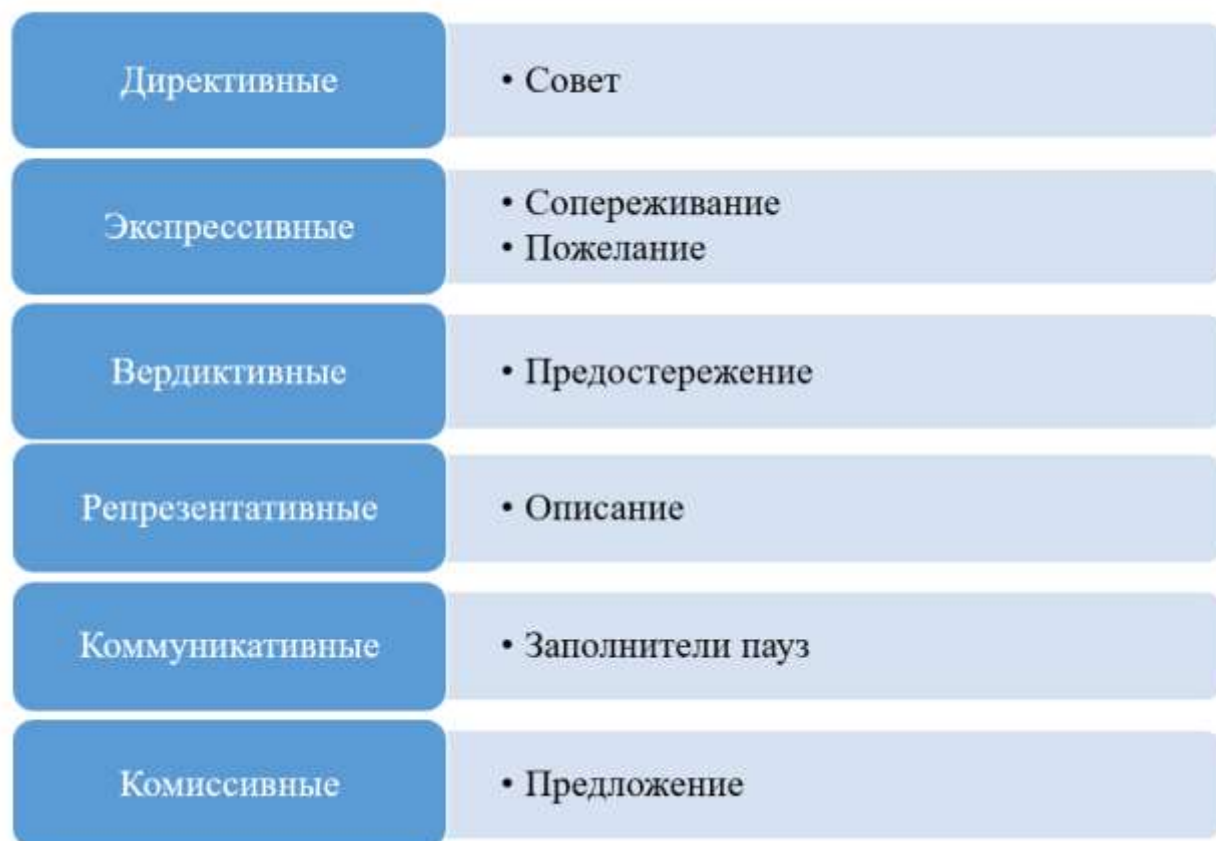 Директивные
• Совет
Экспрессивные
• Сопереживание
• Пожелание
Вердиктивные
• Предостережение
Репрезентативные
• Описание
Коммуникативные
• Заполнители пауз
Комиссивные
• Предложение